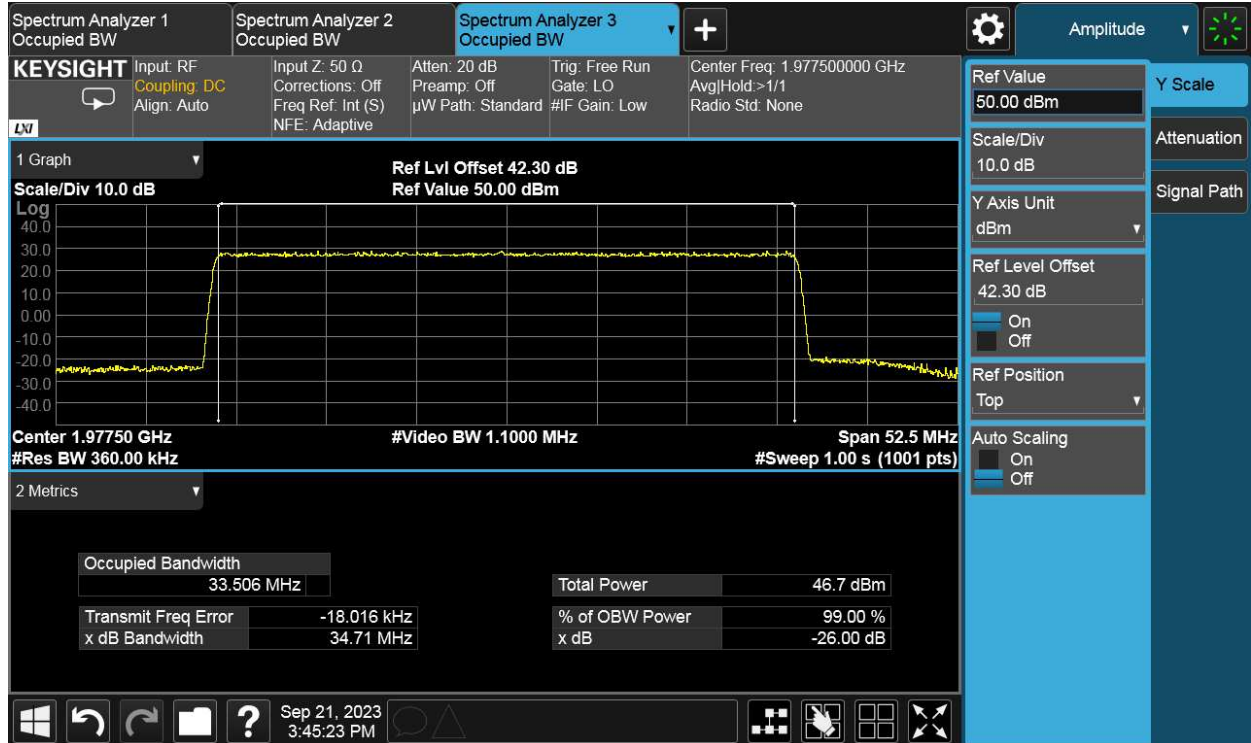 Spectrum Analyzer 1
Occupied BW
Spectrum Analyzer 2
Occupied BW
Spectrum Analyzer 3
Occupied BW
Amplitude
KEYSIGHT
LXI
Input: RF
Coupling: DC
Align: Auto
Input Z: 50 Ω
Corrections: Off
Freq Ref: Int (S)
NFE: Adaptive
Atten: 20 dB
Preamp: Off
µW Path: Standard
Trig: Free Run
Gate: LO
#IF Gain: Low
Center Freq: 1.977500000 GHz
Avg|Hold:>1/1
Radio Std: None
1 Graph
Scale/Div 10.0 dB
Ref Lvl Offset 42.30 dB
Ref Value 50.00 dBm
Log
40.0
30.0
20.0
10.0
0.00
-10.0
-20.0
-30.0
-40.0
Center 1.97750 GHz
#Video BW 1.1000 MHz
Span 52.5 MHz
#Res BW 360.00 kHz
#Sweep 1.00 s (1001 pts)
2 Metrics
Occupied Bandwidth
33.506 MHz
Total Power 46.7 dBm
Transmit Freq Error -18.016 kHz
% of OBW Power 99.00 %
x dB Bandwidth 34.71 MHz
x dB -26.00 dB
Ref Value
50.00 dBm
Scale/Div
10.0 dB
Y Axis Unit
dBm
Ref Level Offset
42.30 dB
On
Off
Ref Position
Top
Auto Scaling
On
Off
Y Scale
Attenuation
Signal Path
?
Sep 21, 2023
3:45:23 PM